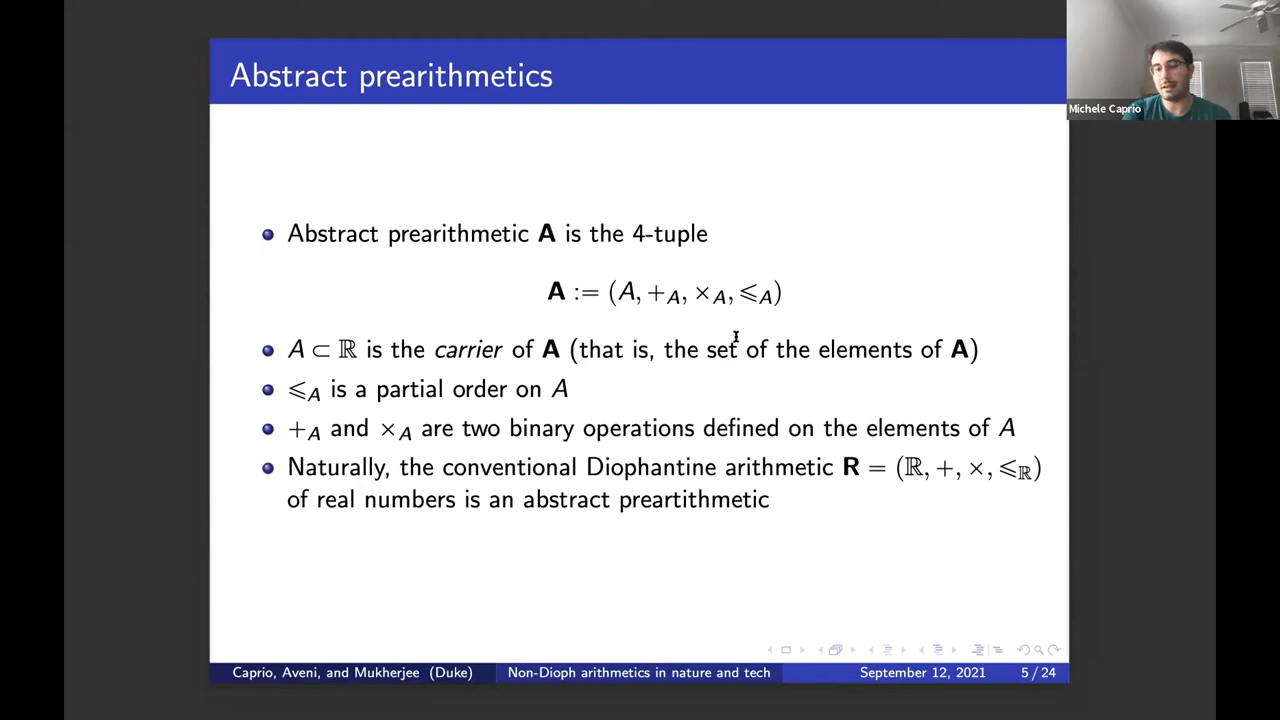 Abstract prearithmetics
Michele Caprio
Abstract prearithmetic A is the 4-tuple
A := (A, +_A, ×_A, ⩽_A)
A ⊂ ℝ is the carrier of A (that is, the set of the elements of A)
⩽_A is a partial order on A
+_A and ×_A are two binary operations defined on the elements of A
Naturally, the conventional Diophantine arithmetic R = (ℝ, +, ×, ⩽_ℝ)
of real numbers is an abstract preartithmetic
Caprio, Aveni, and Mukherjee (Duke) Non-Dioph arithmetics in nature and tech September 12, 2021 5 / 24